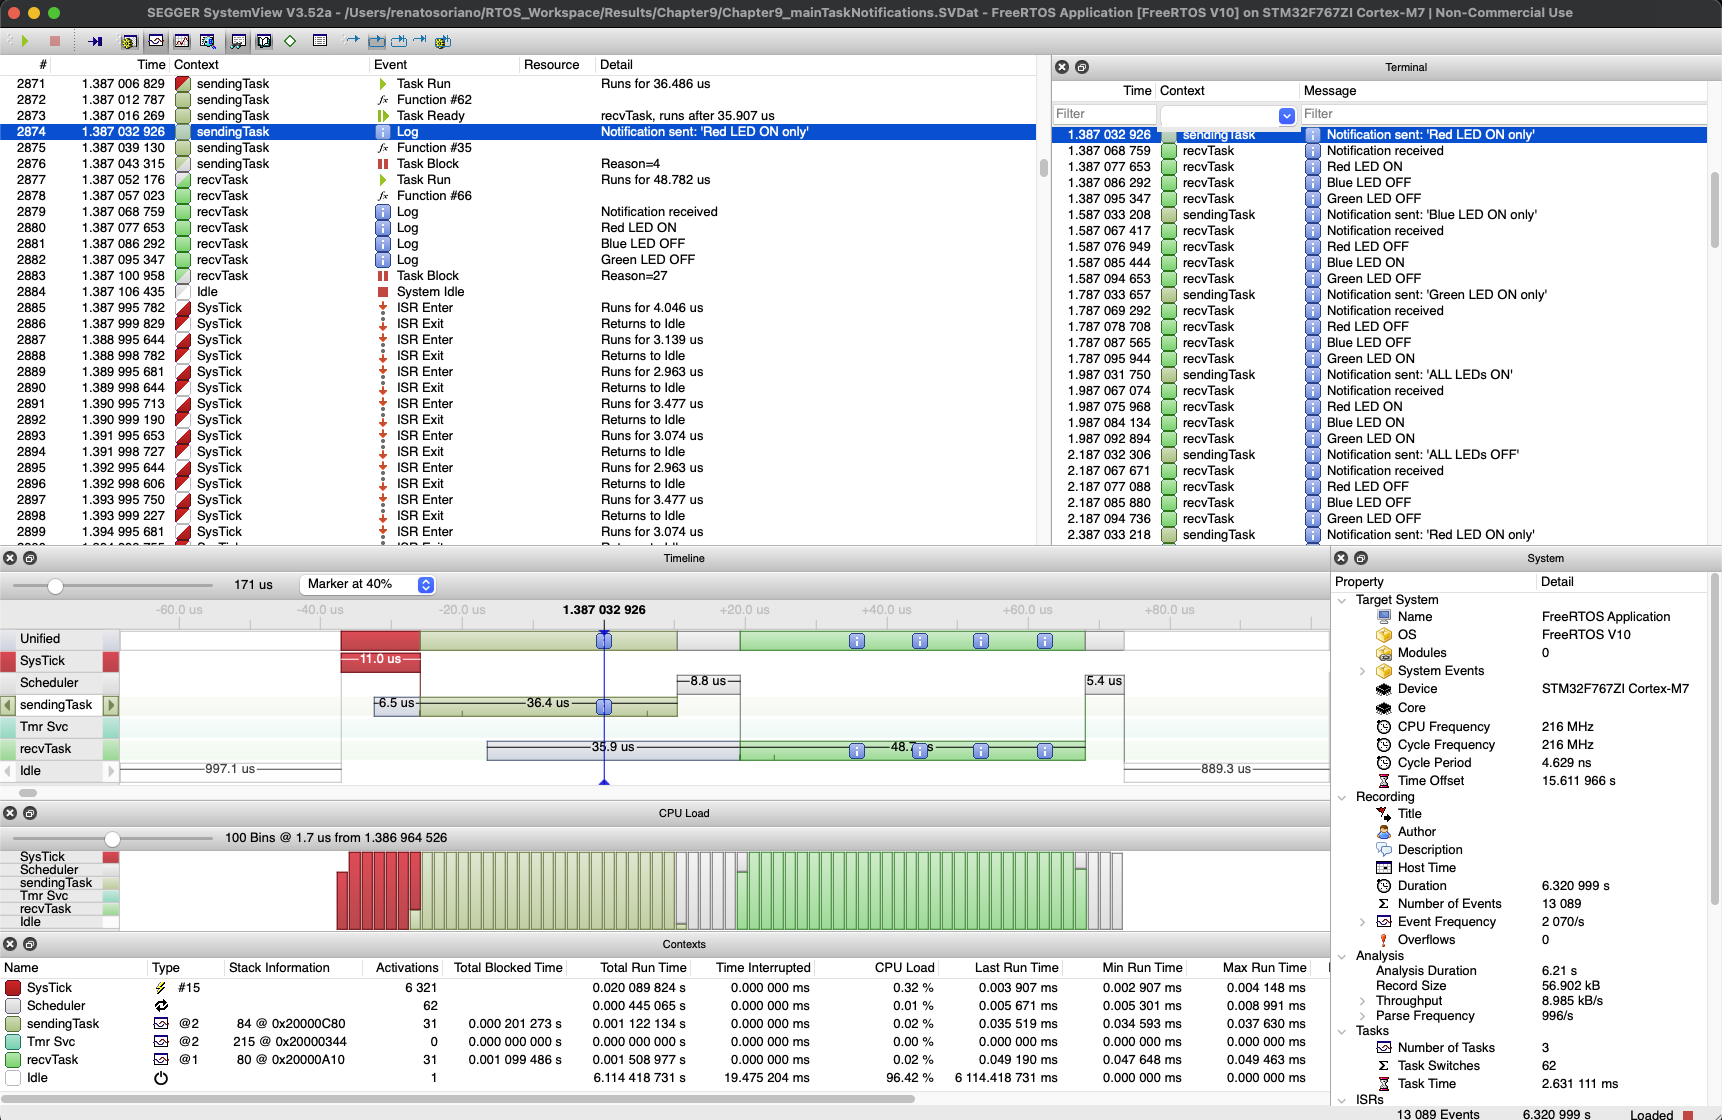 SEGGER SystemView V3.52a - /Users/renatosoriano/RTOS_Workspace/Results/Chapter9/Chapter9_mainTaskNotifications.SVDat - FreeRTOS Application [FreeRTOS V10] on STM32F767ZI Cortex-M7 | Non-Commercial Use
# Time Context Event Resource Detail
2871 1.387 006 829 sendingTask Task Run Runs for 36.486 us
2872 1.387 012 787 sendingTask Function #62
2873 1.387 016 269 sendingTask Task Ready recvTask, runs after 35.907 us
2874 1.387 032 926 sendingTask Log Notification sent: 'Red LED ON only'
2875 1.387 039 130 sendingTask Function #35
2876 1.387 043 315 sendingTask Task Block Reason=4
2877 1.387 052 176 recvTask Task Run Runs for 48.782 us
2878 1.387 057 023 recvTask Function #66
2879 1.387 068 759 recvTask Log Notification received
2880 1.387 077 653 recvTask Log Red LED ON
2881 1.387 086 292 recvTask Log Blue LED OFF
2882 1.387 095 347 recvTask Log Green LED OFF
2883 1.387 100 958 recvTask Task Block Reason=27
2884 1.387 106 435 Idle System Idle
2885 1.387 995 782 SysTick ISR Enter Runs for 4.046 us
2886 1.387 999 829 SysTick ISR Exit Returns to Idle
2887 1.388 995 644 SysTick ISR Enter Runs for 3.139 us
2888 1.388 998 782 SysTick ISR Exit Returns to Idle
2889 1.389 995 681 SysTick ISR Enter Runs for 2.963 us
2890 1.389 998 644 SysTick ISR Exit Returns to Idle
2891 1.390 995 713 SysTick ISR Enter Runs for 3.477 us
2892 1.390 999 190 SysTick ISR Exit Returns to Idle
2893 1.391 995 653 SysTick ISR Enter Runs for 3.074 us
2894 1.391 998 727 SysTick ISR Exit Returns to Idle
2895 1.392 995 644 SysTick ISR Enter Runs for 2.963 us
2896 1.392 998 606 SysTick ISR Exit Returns to Idle
2897 1.393 995 750 SysTick ISR Enter Runs for 3.477 us
2898 1.393 999 227 SysTick ISR Exit Returns to Idle
2899 1.394 995 681 SysTick ISR Enter Runs for 3.074 us
Terminal
Time Context Message
Filter Filter
1.387 032 926 sendingTask Notification sent: 'Red LED ON only'
1.387 068 759 recvTask Notification received
1.387 077 653 recvTask Red LED ON
1.387 086 292 recvTask Blue LED OFF
1.387 095 347 recvTask Green LED OFF
1.587 033 208 sendingTask Notification sent: 'Blue LED ON only'
1.587 067 417 recvTask Notification received
1.587 076 949 recvTask Red LED OFF
1.587 085 444 recvTask Blue LED ON
1.587 094 653 recvTask Green LED OFF
1.787 033 657 sendingTask Notification sent: 'Green LED ON only'
1.787 069 292 recvTask Notification received
1.787 078 708 recvTask Red LED OFF
1.787 087 565 recvTask Blue LED OFF
1.787 095 944 recvTask Green LED ON
1.987 031 750 sendingTask Notification sent: 'ALL LEDs ON'
1.987 067 074 recvTask Notification received
1.987 075 968 recvTask Red LED ON
1.987 084 134 recvTask Blue LED ON
1.987 092 894 recvTask Green LED ON
2.187 032 306 sendingTask Notification sent: 'ALL LEDs OFF'
2.187 067 671 recvTask Notification received
2.187 077 088 recvTask Red LED OFF
2.187 085 880 recvTask Blue LED OFF
2.187 094 736 recvTask Green LED OFF
2.387 033 218 sendingTask Notification sent: 'Red LED ON only'
Timeline
171 us Marker at 40%
-60.0 us -40.0 us -20.0 us 1.387 032 926 +20.0 us +40.0 us +60.0 us +80.0 us
Unified
SysTick 11.0 us
Scheduler 8.8 us 5.4 us
sendingTask 6.5 us 36.4 us
Tmr Svc
recvTask 35.9 us
Idle 997.1 us 889.3 us
CPU Load
100 Bins @ 1.7 us from 1.386 964 526
SysTick
Scheduler
sendingTask
Tmr Svc
recvTask
Idle
Contexts
Name Type Stack Information Activations Total Blocked Time Total Run Time Time Interrupted CPU Load Last Run Time Min Run Time Max Run Time
SysTick #15 6 321 0.020 089 824 s 0.000 000 ms 0.32 % 0.003 907 ms 0.002 907 ms 0.004 148 ms
Scheduler 62 0.000 445 065 s 0.000 000 ms 0.01 % 0.005 671 ms 0.005 301 ms 0.008 991 ms
sendingTask @2 84 @ 0x20000C80 31 0.000 201 273 s 0.001 122 134 s 0.000 000 ms 0.02 % 0.035 519 ms 0.034 593 ms 0.037 630 ms
Tmr Svc @2 215 @ 0x20000344 0 0.000 000 000 s 0.000 000 000 s 0.000 000 ms 0.00 % 0.000 000 ms 0.000 000 ms 0.000 000 ms
recvTask @1 80 @ 0x20000A10 31 0.001 099 486 s 0.001 508 977 s 0.000 000 ms 0.02 % 0.049 190 ms 0.047 648 ms 0.049 463 ms
Idle 1 6.114 418 731 s 19.475 204 ms 96.42 % 6 114.418 731 ms 0.000 000 ms 0.000 000 ms
System
Property Detail
Target System
Name FreeRTOS Application
OS FreeRTOS V10
Modules 0
System Events
Device STM32F767ZI Cortex-M7
Core
CPU Frequency 216 MHz
Cycle Frequency 216 MHz
Cycle Period 4.629 ns
Time Offset 15.611 966 s
Recording
Title
Author
Description
Host Time
Duration 6.320 999 s
Number of Events 13 089
Event Frequency 2 070/s
Overflows 0
Analysis
Analysis Duration 6.21 s
Record Size 56.902 kB
Throughput 8.985 kB/s
Parse Frequency 996/s
Tasks
Number of Tasks 3
Task Switches 62
Task Time 2.631 111 ms
ISRs
13 089 Events 6.320 999 s Loaded